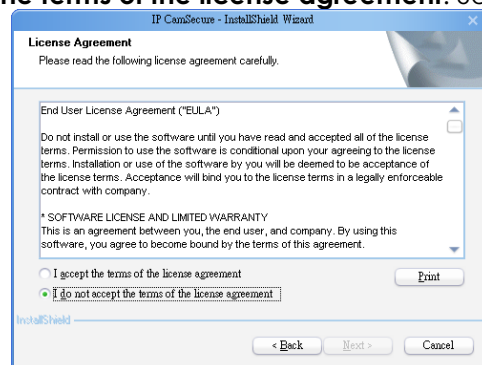 the terms of the license agreement.
IP CamSecure - InstallShield Wizard
License Agreement
Please read the following license agreement carefully.
End User License Agreement ("EULA")
Do not install or use the software until you have read and accepted all of the license
terms. Permission to use the software is conditional upon your agreeing to the license
terms. Installation or use of the software by you will be deemed to be acceptance of
the license terms. Acceptance will bind you to the license terms in a legally enforceable
contract with company.
* SOFTWARE LICENSE AND LIMITED WARRANTY
This is an agreement between you, the end user, and company. By using this
software, you agree to become bound by the terms of this agreement.
I accept the terms of the license agreement
Print
I do not accept the terms of the license agreement
InstallShield
< Back
Next >
Cancel